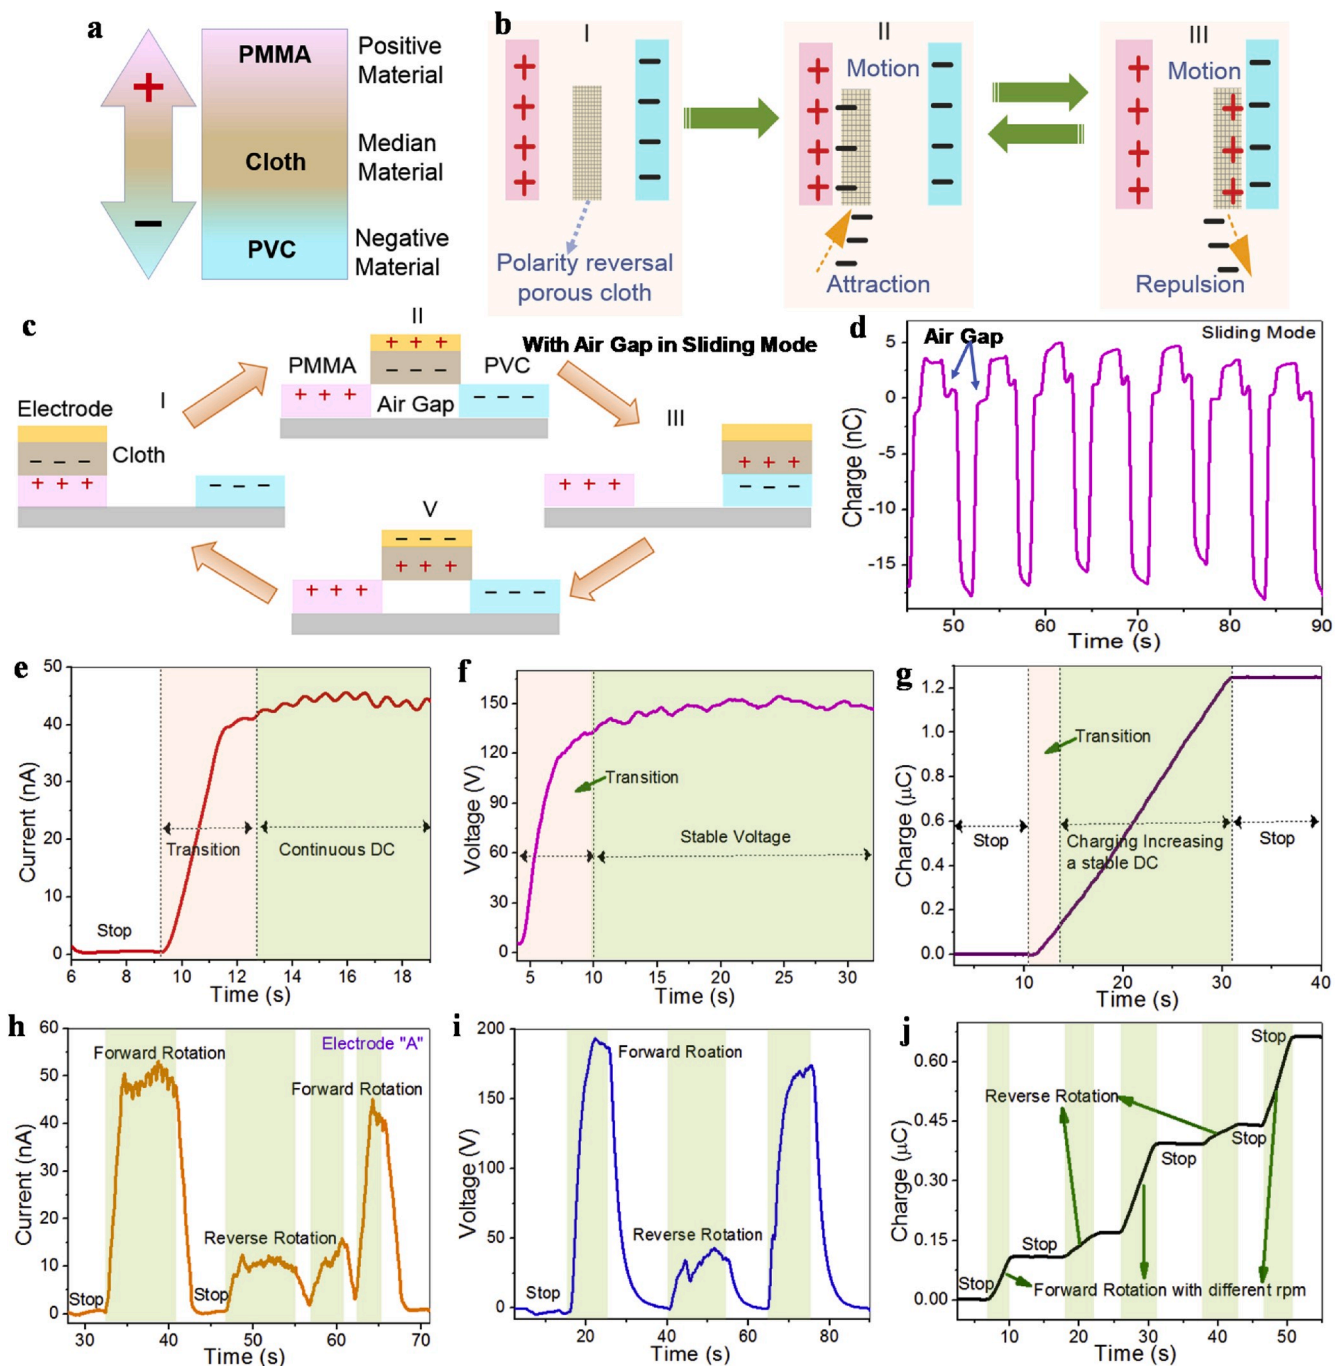 a
PMMA
Positive
Material
+
Cloth
Median
Material
−
PVC
Negative
Material
b
I
II
III
Motion
Motion
Polarity reversal
porous cloth
Attraction
Repulsion
c
I
II
With Air Gap in Sliding Mode
PMMA
PVC
Air Gap
Electrode
Cloth
III
V
d
Sliding Mode
Air Gap
Charge (nC)
5
0
-5
-10
-15
50
60
70
80
90
Time (s)
e
Current (nA)
50
40
30
20
10
0
Transition
Continuous DC
Stop
6
8
10
12
14
16
18
Time (s)
f
Voltage (V)
150
120
90
60
30
0
Transition
Stable Voltage
5
10
15
20
25
30
Time (s)
g
Charge (µC)
1.2
0.9
0.6
0.4
0.2
0.0
Transition
Stop
Charging Increasing
a stable DC
Stop
10
20
30
40
Time (s)
h
Current (nA)
60
50
40
30
20
10
0
Electrode "A"
Forward Rotation
Forward Rotation
Reverse Rotation
Stop
Stop
30
40
50
60
70
Time (s)
i
Voltage (V)
200
150
100
50
0
Forward Roation
Reverse Rotation
Stop
20
40
60
80
Time (s)
j
Charge (µC)
0.60
0.45
0.30
0.15
0.00
Stop
Reverse Rotation
Stop
Stop
Stop
Stop
Forward Rotation with different rpm
10
20
30
40
50
Time (s)